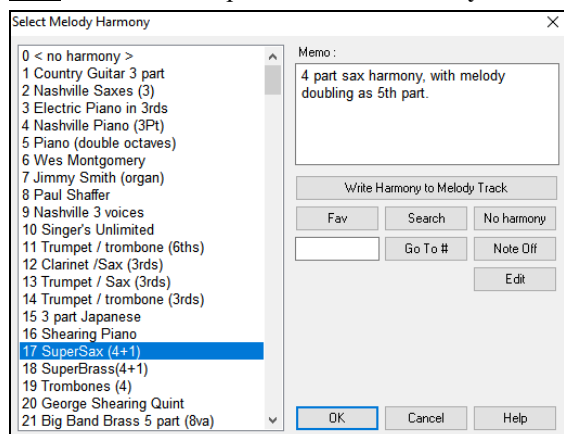 Select Melody Harmony
0 < no harmony >
1 Country Guitar 3 part
2 Nashville Saxes (3)
3 Electric Piano in 3rds
4 Nashville Piano (3Pt)
5 Piano (double octaves)
6 Wes Montgomery
7 Jimmy Smith (organ)
8 Paul Shaffer
9 Nashville 3 voices
10 Singer's Unlimited
11 Trumpet / trombone (6ths)
12 Clarinet /Sax (3rds)
13 Trumpet / Sax (3rds)
14 Trumpet / trombone (3rds)
15 3 part Japanese
16 Shearing Piano
17 SuperSax (4+1)
18 SuperBrass(4+1)
19 Trombones (4)
20 George Shearing Quint
21 Big Band Brass 5 part (8va)
Memo :
4 part sax harmony, with melody
doubling as 5th part.
Write Harmony to Melody Track
Fav Search No harmony
Go To # Note Off
Edit
OK Cancel Help